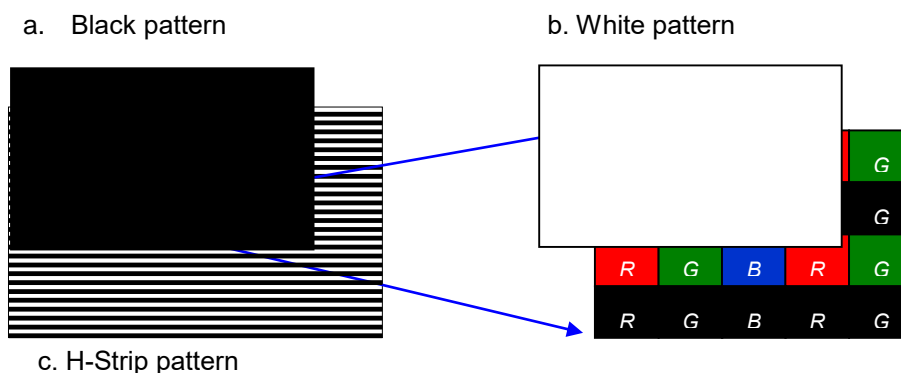 a. Black pattern
b. White pattern
G
G
R G B R G
R G B R G
c. H-Strip pattern